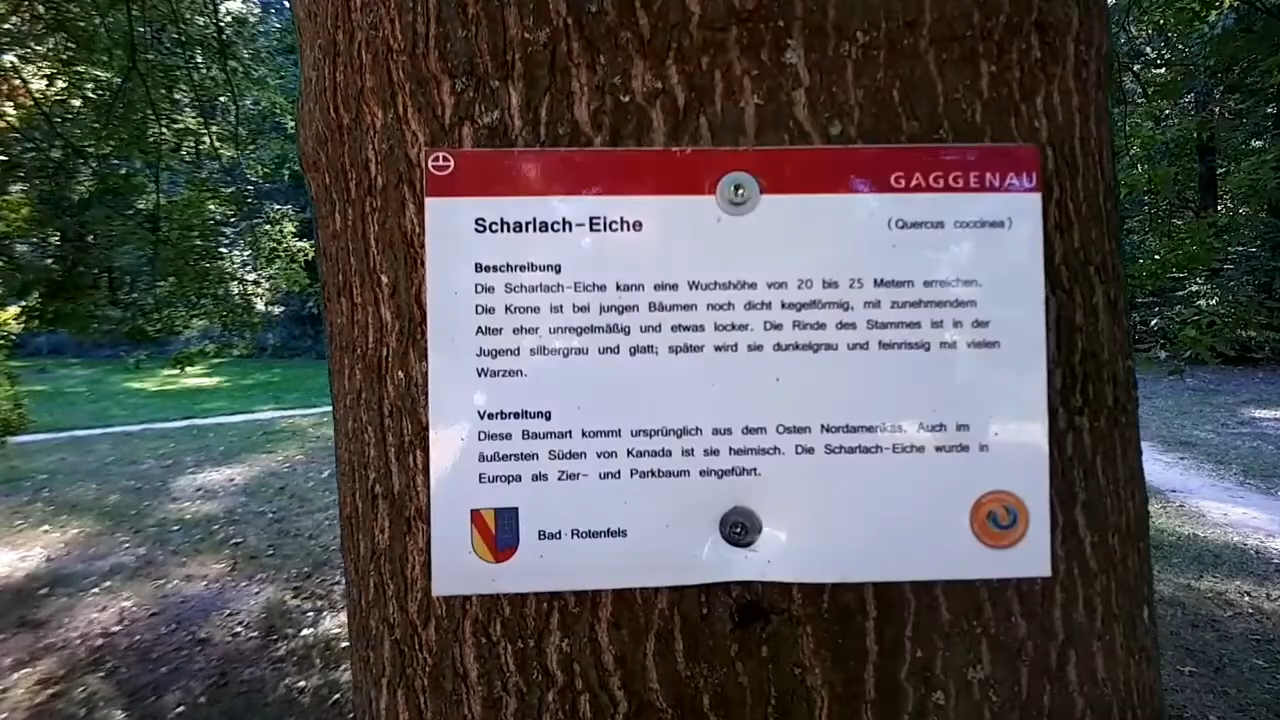 GAGGENAU
Scharlach-Eiche
(Quercus coccinea)
Beschreibung
Die Scharlach-Eiche kann eine Wuchshöhe von 20 bis 25 Metern erreichen.
Die Krone ist bei jungen Bäumen noch dicht kegelförmig, mit zunehmendem
Alter eher unregelmäßig und etwas locker. Die Rinde des Stammes ist in der
Jugend silbergrau und glatt; später wird sie dunkelgrau und feinrissig mit vielen
Warzen.
Verbreitung
Diese Baumart kommt ursprünglich aus dem Osten Nordamerikas. Auch im
äußersten Süden von Kanada ist sie heimisch. Die Scharlach-Eiche wurde in
Europa als Zier- und Parkbaum eingeführt.
Bad · Rotenfels